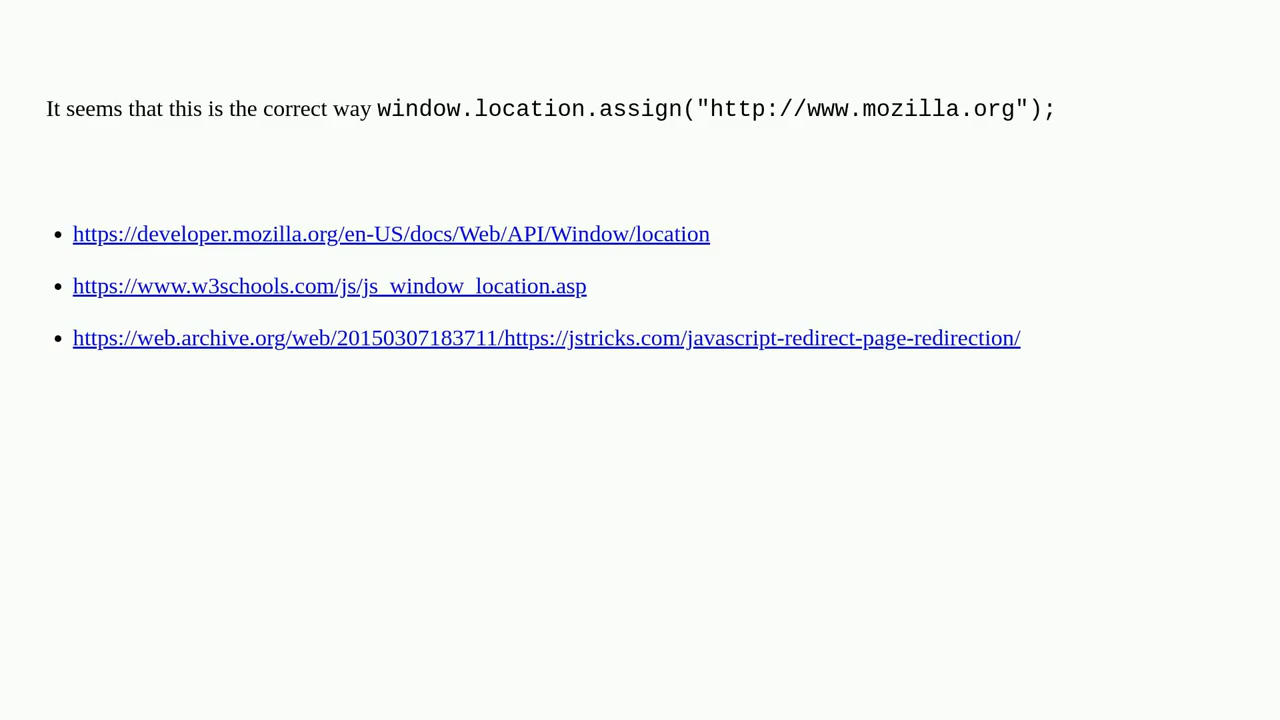 It seems that this is the correct way window.location.assign("http://www.mozilla.org");
• https://developer.mozilla.org/en-US/docs/Web/API/Window/location
• https://www.w3schools.com/js/js_window_location.asp
• https://web.archive.org/web/20150307183711/https://jstricks.com/javascript-redirect-page-redirection/